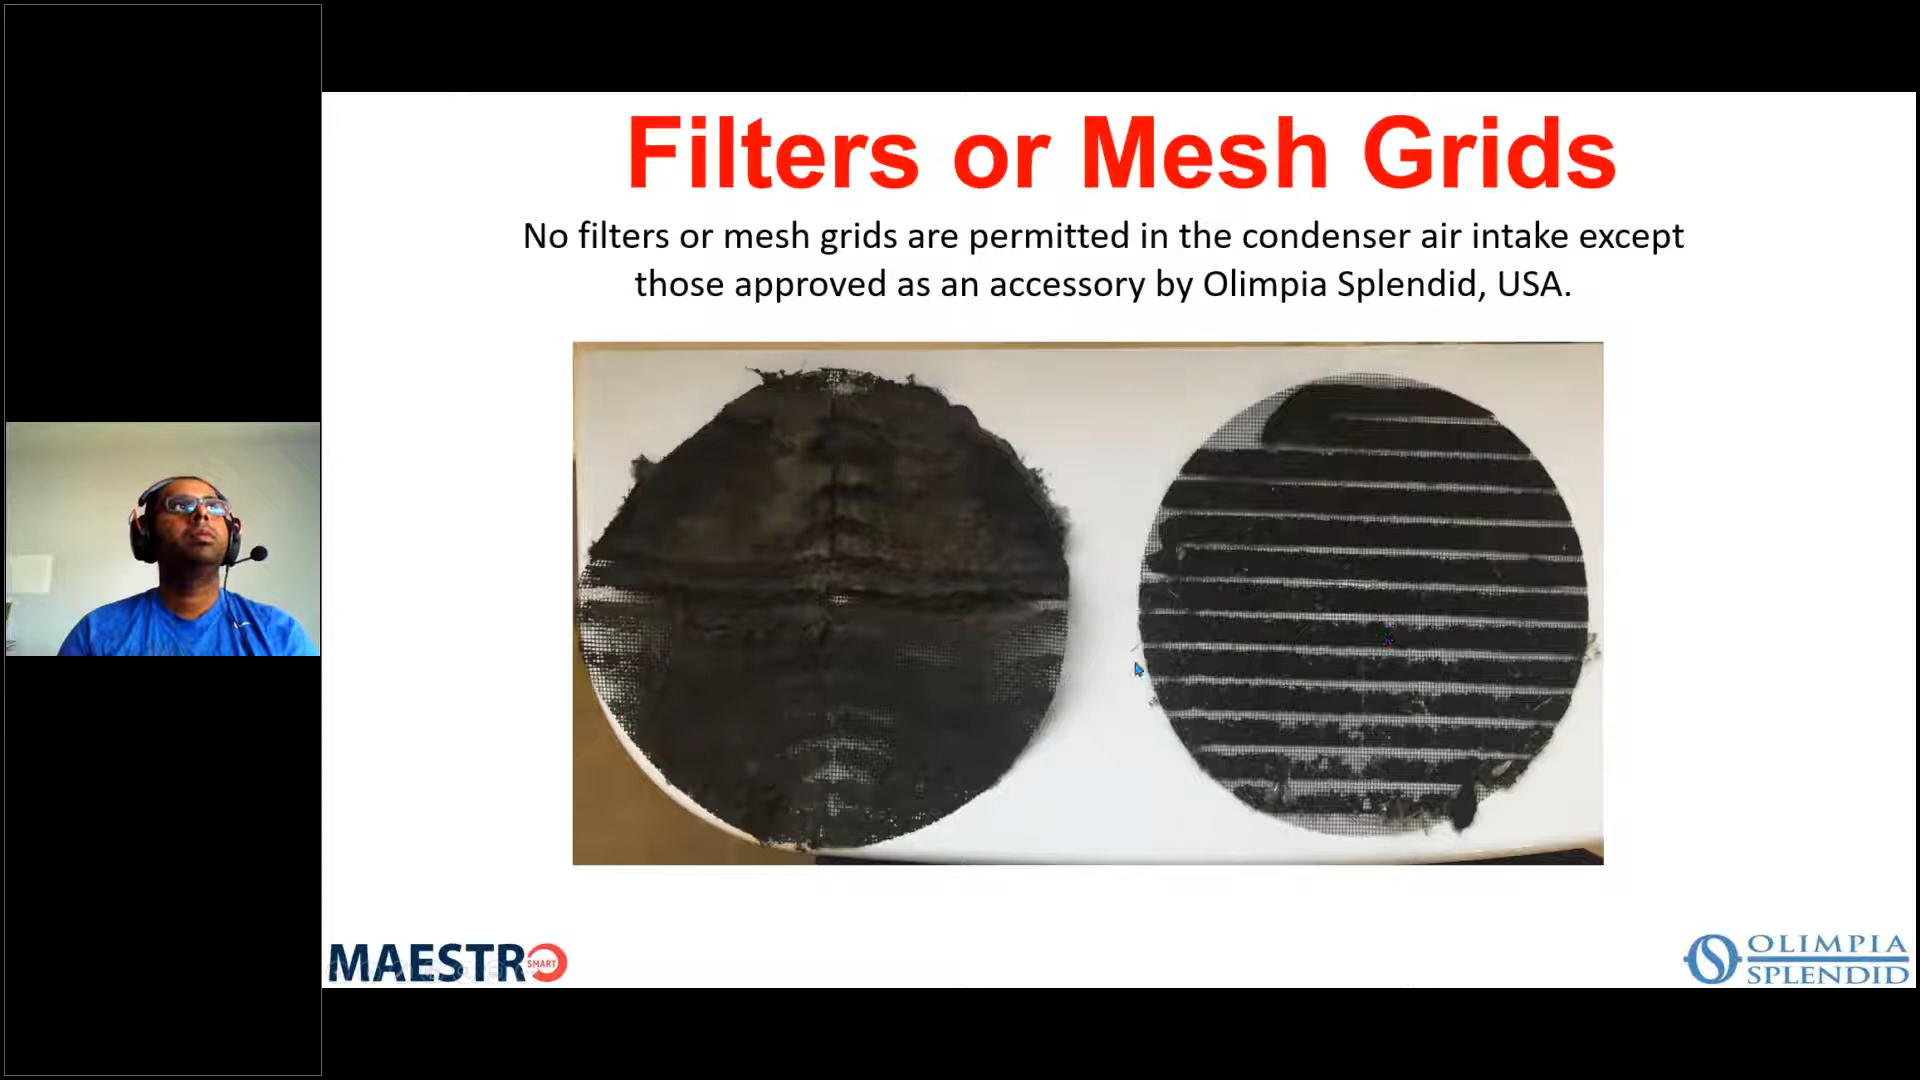 Filters or Mesh Grids
No filters or mesh grids are permitted in the condenser air intake except
those approved as an accessory by Olimpia Splendid, USA.
MAESTRO
SMART
OLIMPIA
SPLENDID